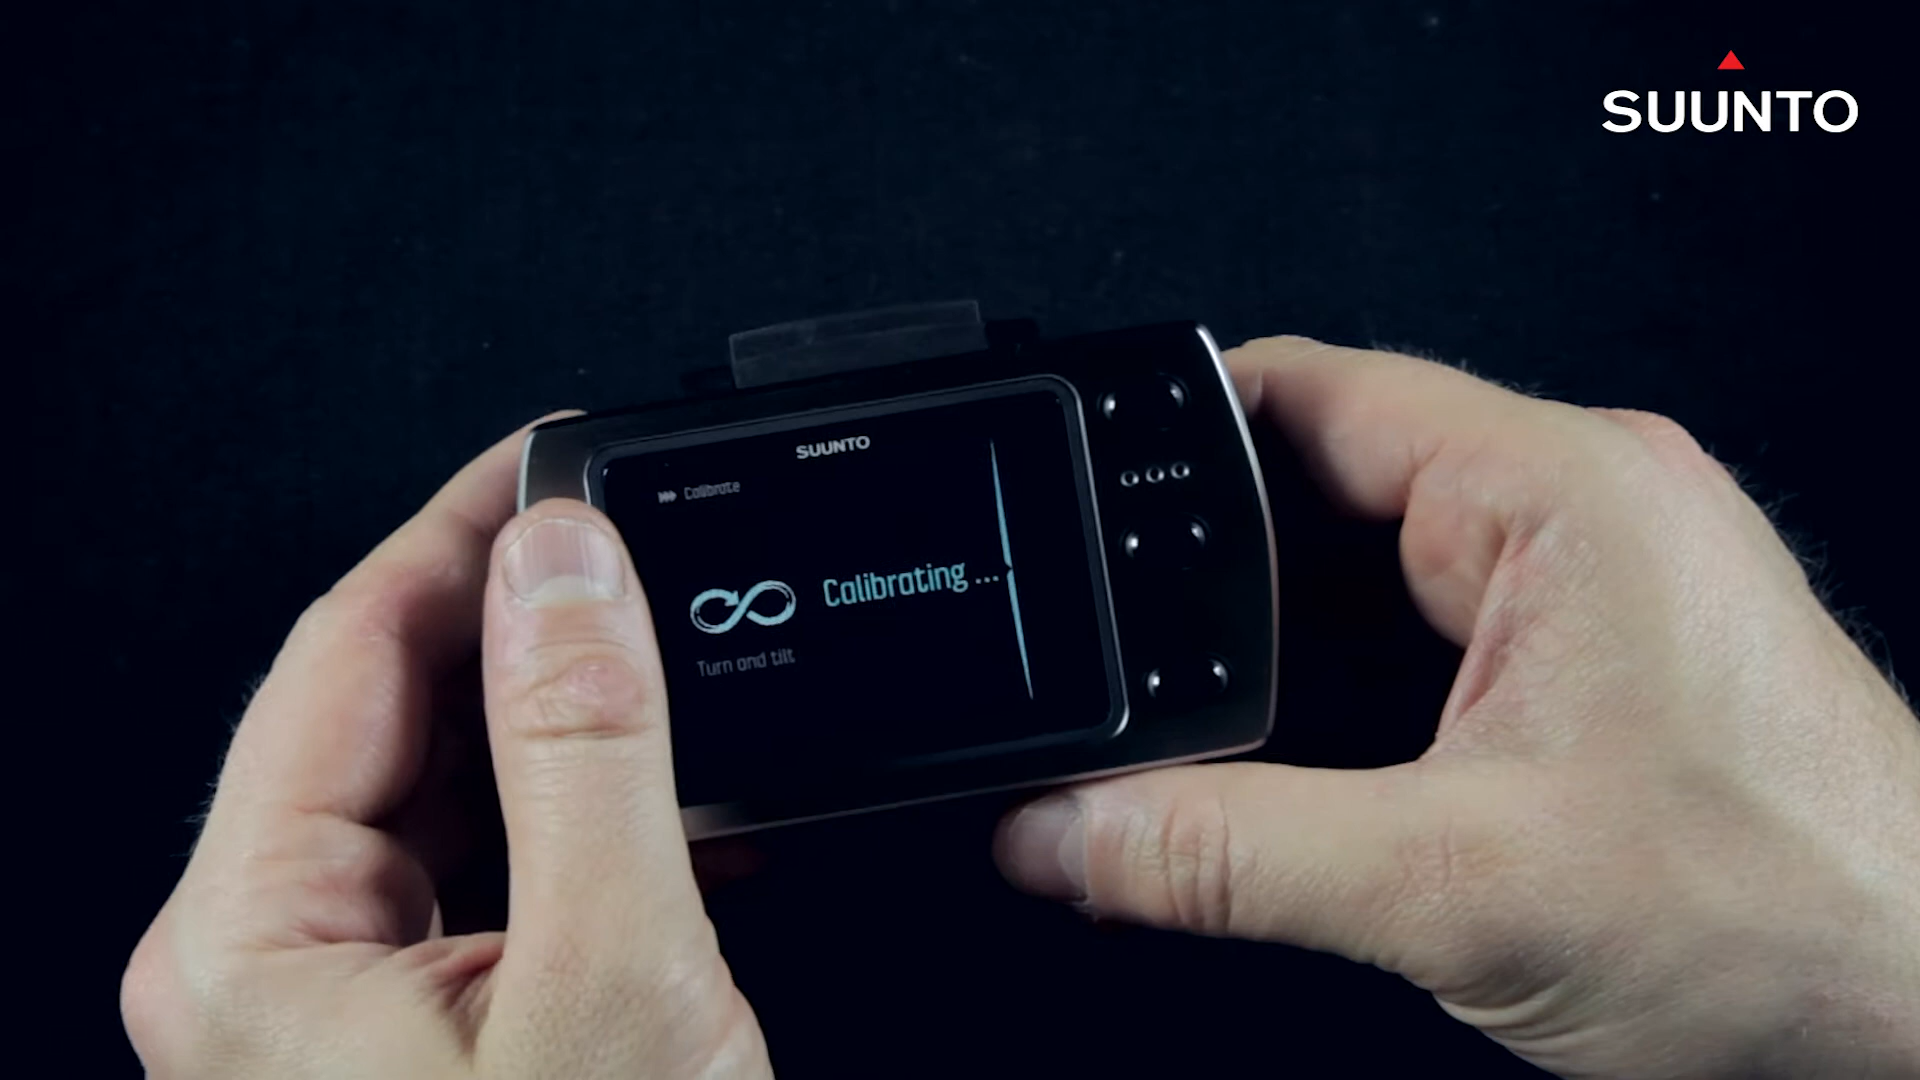 SUUNTO
SUUNTO
Calibrate
Calibrating ...
Turn and tilt